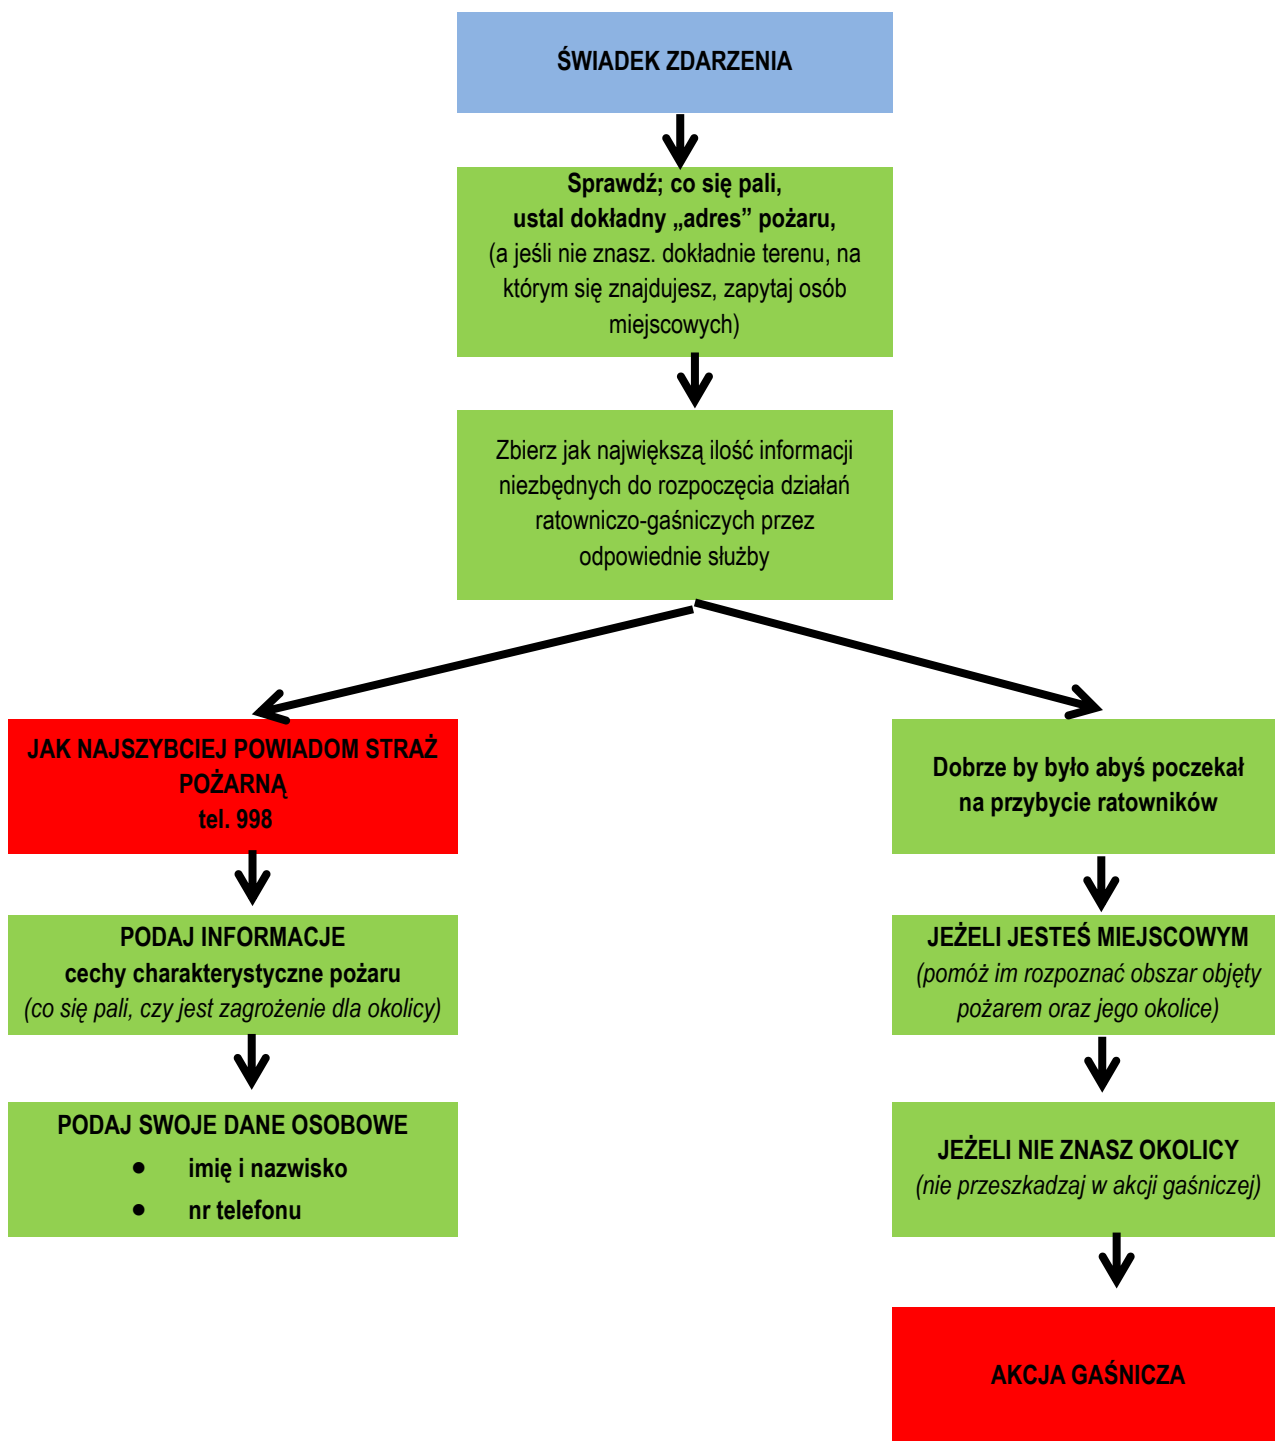 ŚWIADEK ZDARZENIA
Sprawdź; co się pali,
ustal dokładny „adres” pożaru,
(a jeśli nie znasz. dokładnie terenu, na
którym się znajdujesz, zapytaj osób
miejscowych)
Zbierz jak największą ilość informacji
niezbędnych do rozpoczęcia działań
ratowniczo-gaśniczych przez
odpowiednie służby
JAK NAJSZYBCIEJ POWIADOM STRAŻ
POŻARNĄ
tel. 998
PODAJ INFORMACJE
cechy charakterystyczne pożaru
(co się pali, czy jest zagrożenie dla okolicy)
PODAJ SWOJE DANE OSOBOWE
● imię i nazwisko
● nr telefonu
Dobrze by było abyś poczekał
na przybycie ratowników
JEŻELI JESTEŚ MIEJSCOWYM
(pomóż im rozpoznać obszar objęty
pożarem oraz jego okolice)
JEŻELI NIE ZNASZ OKOLICY
(nie przeszkadzaj w akcji gaśniczej)
AKCJA GAŚNICZA